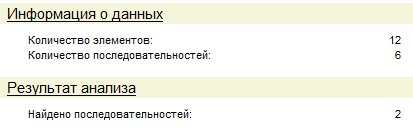 Информация о данных
Количество элементов: 12
Количество последовательностей: 6
Результат анализа
Найдено последовательностей: 2